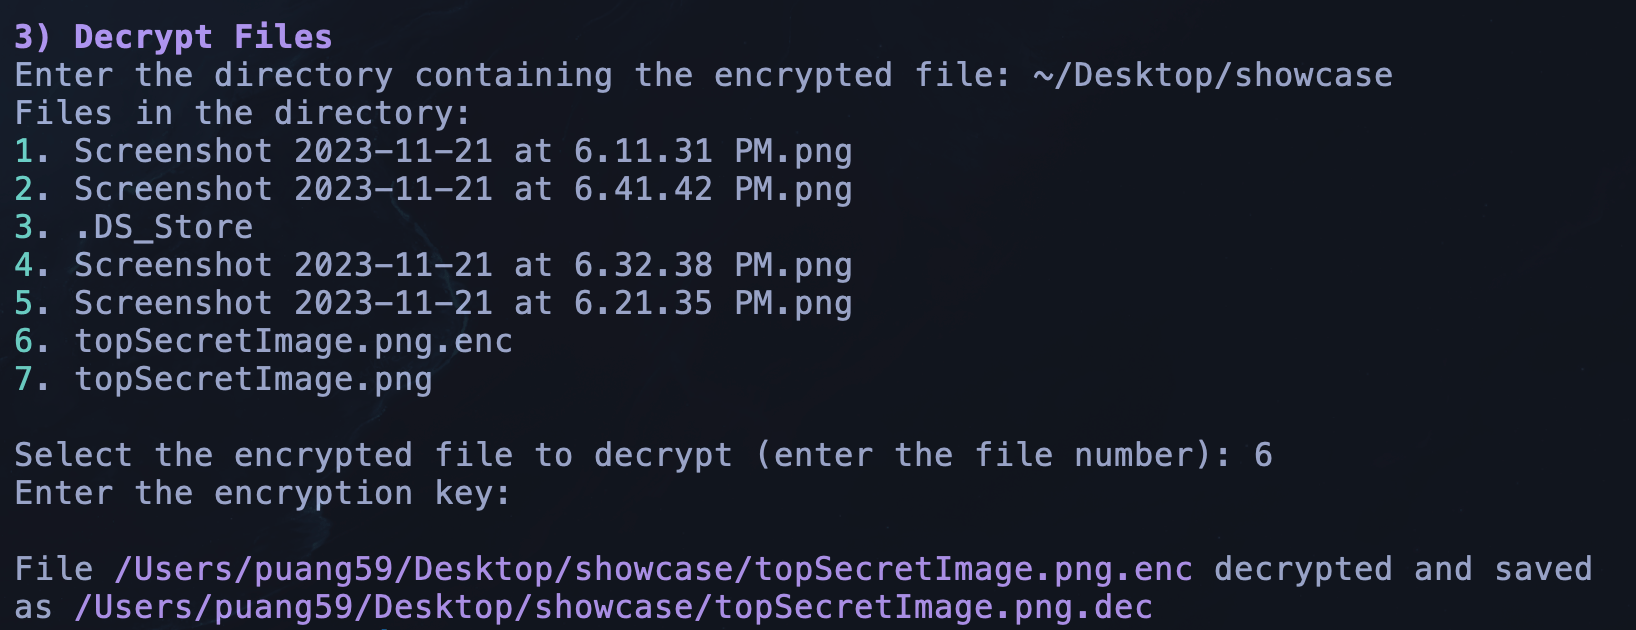 3) Decrypt Files
Enter the directory containing the encrypted file: ~/Desktop/showcase
Files in the directory:
1. Screenshot 2023-11-21 at 6.11.31 PM.png
2. Screenshot 2023-11-21 at 6.41.42 PM.png
3. .DS_Store
4. Screenshot 2023-11-21 at 6.32.38 PM.png
5. Screenshot 2023-11-21 at 6.21.35 PM.png
6. topSecretImage.png.enc
7. topSecretImage.png
Select the encrypted file to decrypt (enter the file number): 6
Enter the encryption key:
File /Users/puang59/Desktop/showcase/topSecretImage.png.enc decrypted and saved
as /Users/puang59/Desktop/showcase/topSecretImage.png.dec